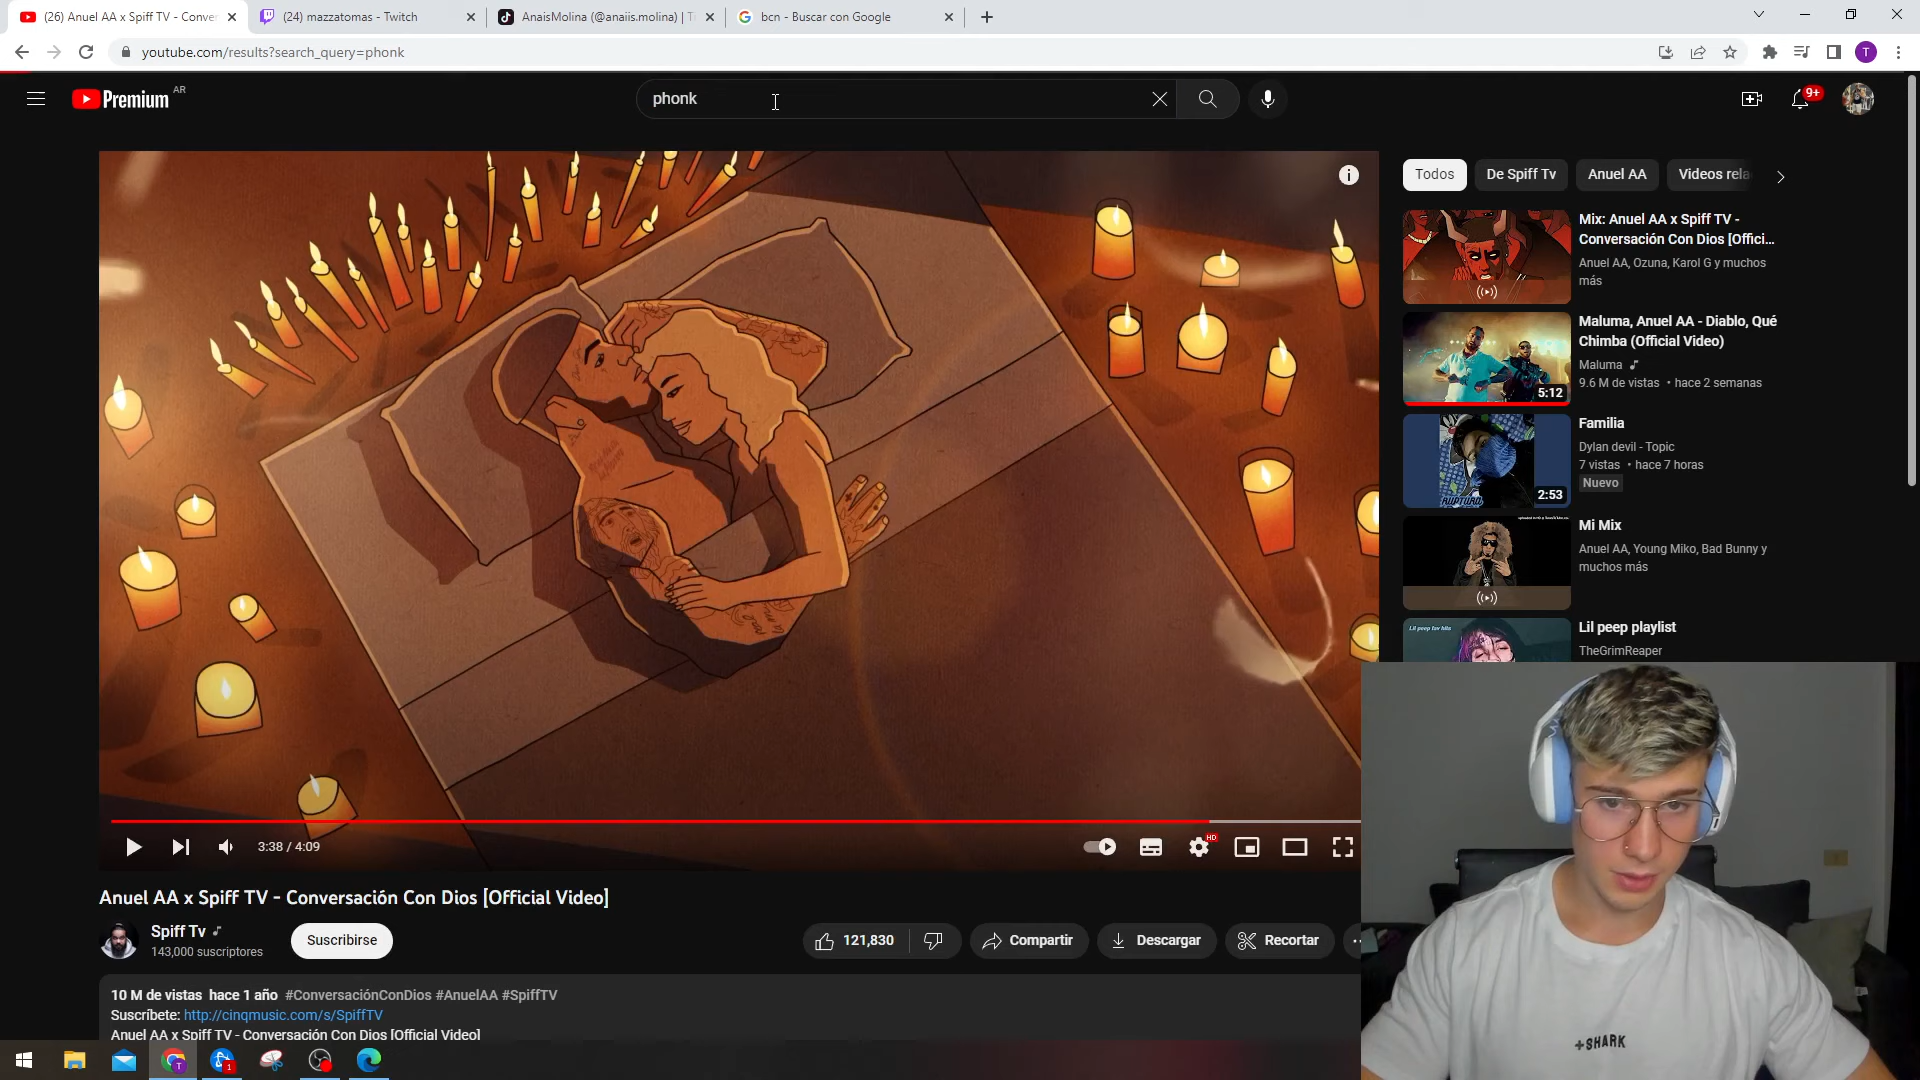 (26) Anuel AA x Spiff TV - Conver
(24) mazzatomas - Twitch
AnaisMolina (@anaiis.molina) | Ti
bcn - Buscar con Google
youtube.com/results?search_query=phonk
T
Premium AR
phonk
9+
Todos
De Spiff Tv
Anuel AA
Videos rela
Mix: Anuel AA x Spiff TV -
Conversación Con Dios [Offici...
Anuel AA, Ozuna, Karol G y muchos
más
Maluma, Anuel AA - Diablo, Qué
Chimba (Official Video)
Maluma
9.6 M de vistas • hace 2 semanas
5:12
Familia
Dylan devil - Topic
7 vistas • hace 7 horas
Nuevo
2:53
Mi Mix
Anuel AA, Young Miko, Bad Bunny y
muchos más
Lil peep playlist
TheGrimReaper
3:38 / 4:09
HD
Anuel AA x Spiff TV - Conversación Con Dios [Official Video]
Spiff Tv
143,000 suscriptores
Suscribirse
121,830
Compartir
Descargar
Recortar
10 M de vistas hace 1 año #ConversaciónConDios #AnuelAA #SpiffTV
Suscríbete: http://cinqmusic.com/s/SpiffTV
Anuel AA x Spiff TV - Conversación Con Dios [Official Video]
+SHARK
T
1